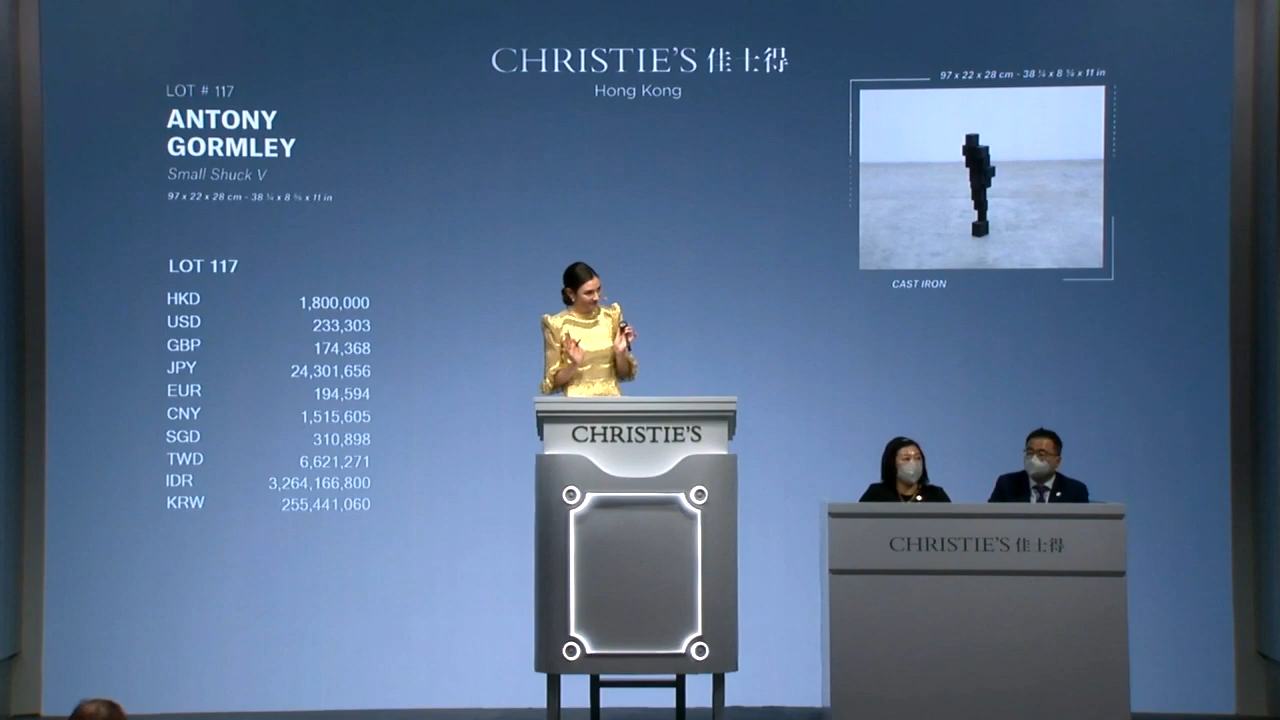 CHRISTIE'S 佳士得
Hong Kong
LOT # 117
ANTONY
GORMLEY
Small Shuck V
97 x 22 x 28 cm - 38 ¼ x 8 ⅝ x 11 in
LOT 117
HKD 1,800,000
USD 233,303
GBP 174,368
JPY 24,301,656
EUR 194,594
CNY 1,515,605
SGD 310,898
TWD 6,621,271
IDR 3,264,166,800
KRW 255,441,060
97 x 22 x 28 cm - 38 ¼ x 8 ⅝ x 11 in
CAST IRON
CHRISTIE'S
CHRISTIE'S 佳士得